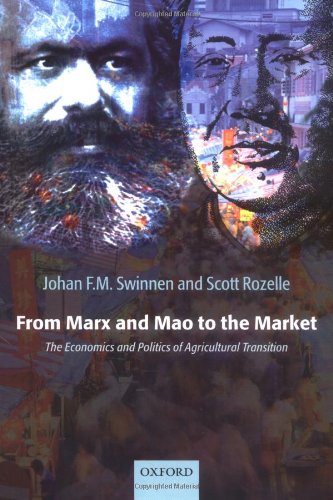 Johan F.M. Swinnen and Scott Rozelle
From Marx and Mao to the Market
The Economics and Politics of Agricultural Transition
OXFORD